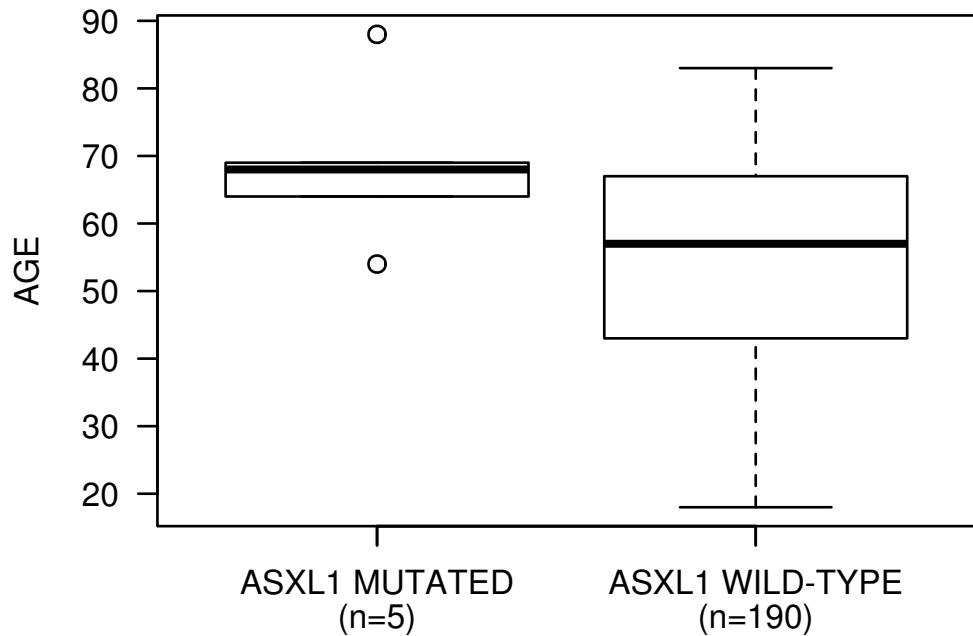 90
80
70
60
50
40
30
20
AGE
ASXL1 MUTATED
(n=5)
ASXL1 WILD-TYPE
(n=190)